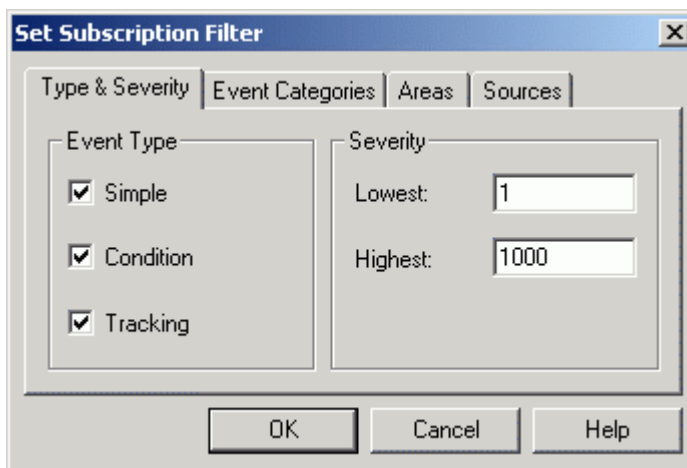 Set Subscription Filter
Type & Severity Event Categories Areas Sources
Event Type Severity
Simple Lowest: 1
Condition Highest: 1000
Tracking
OK Cancel Help